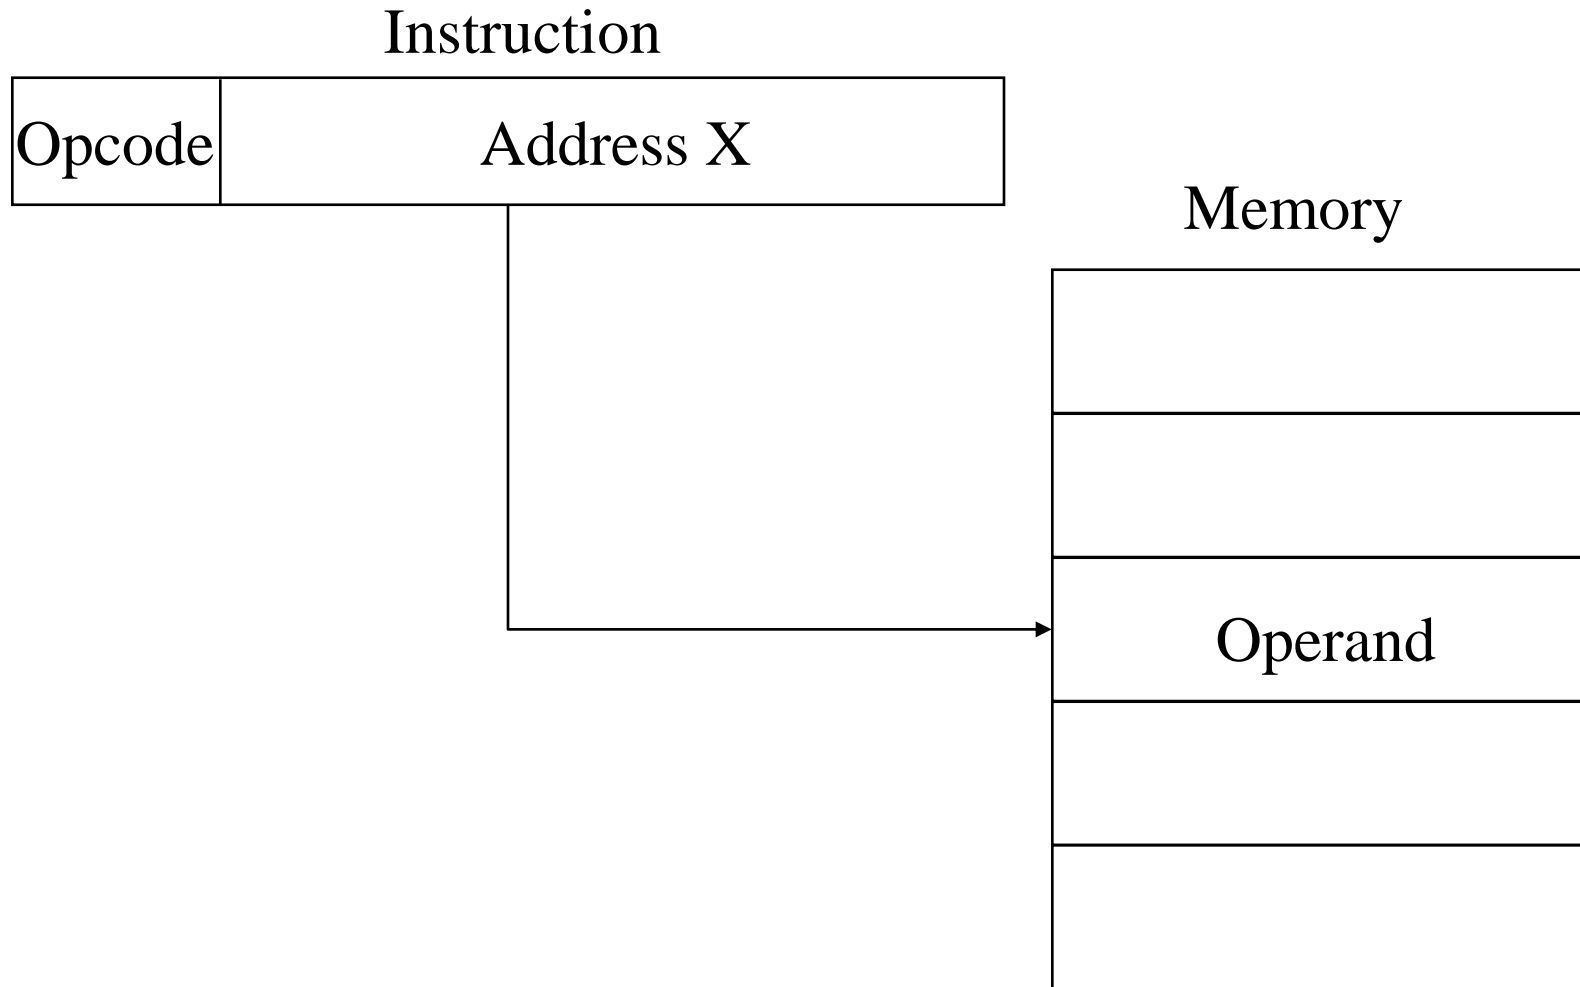 Instruction
Opcode
Address X
Memory
Operand